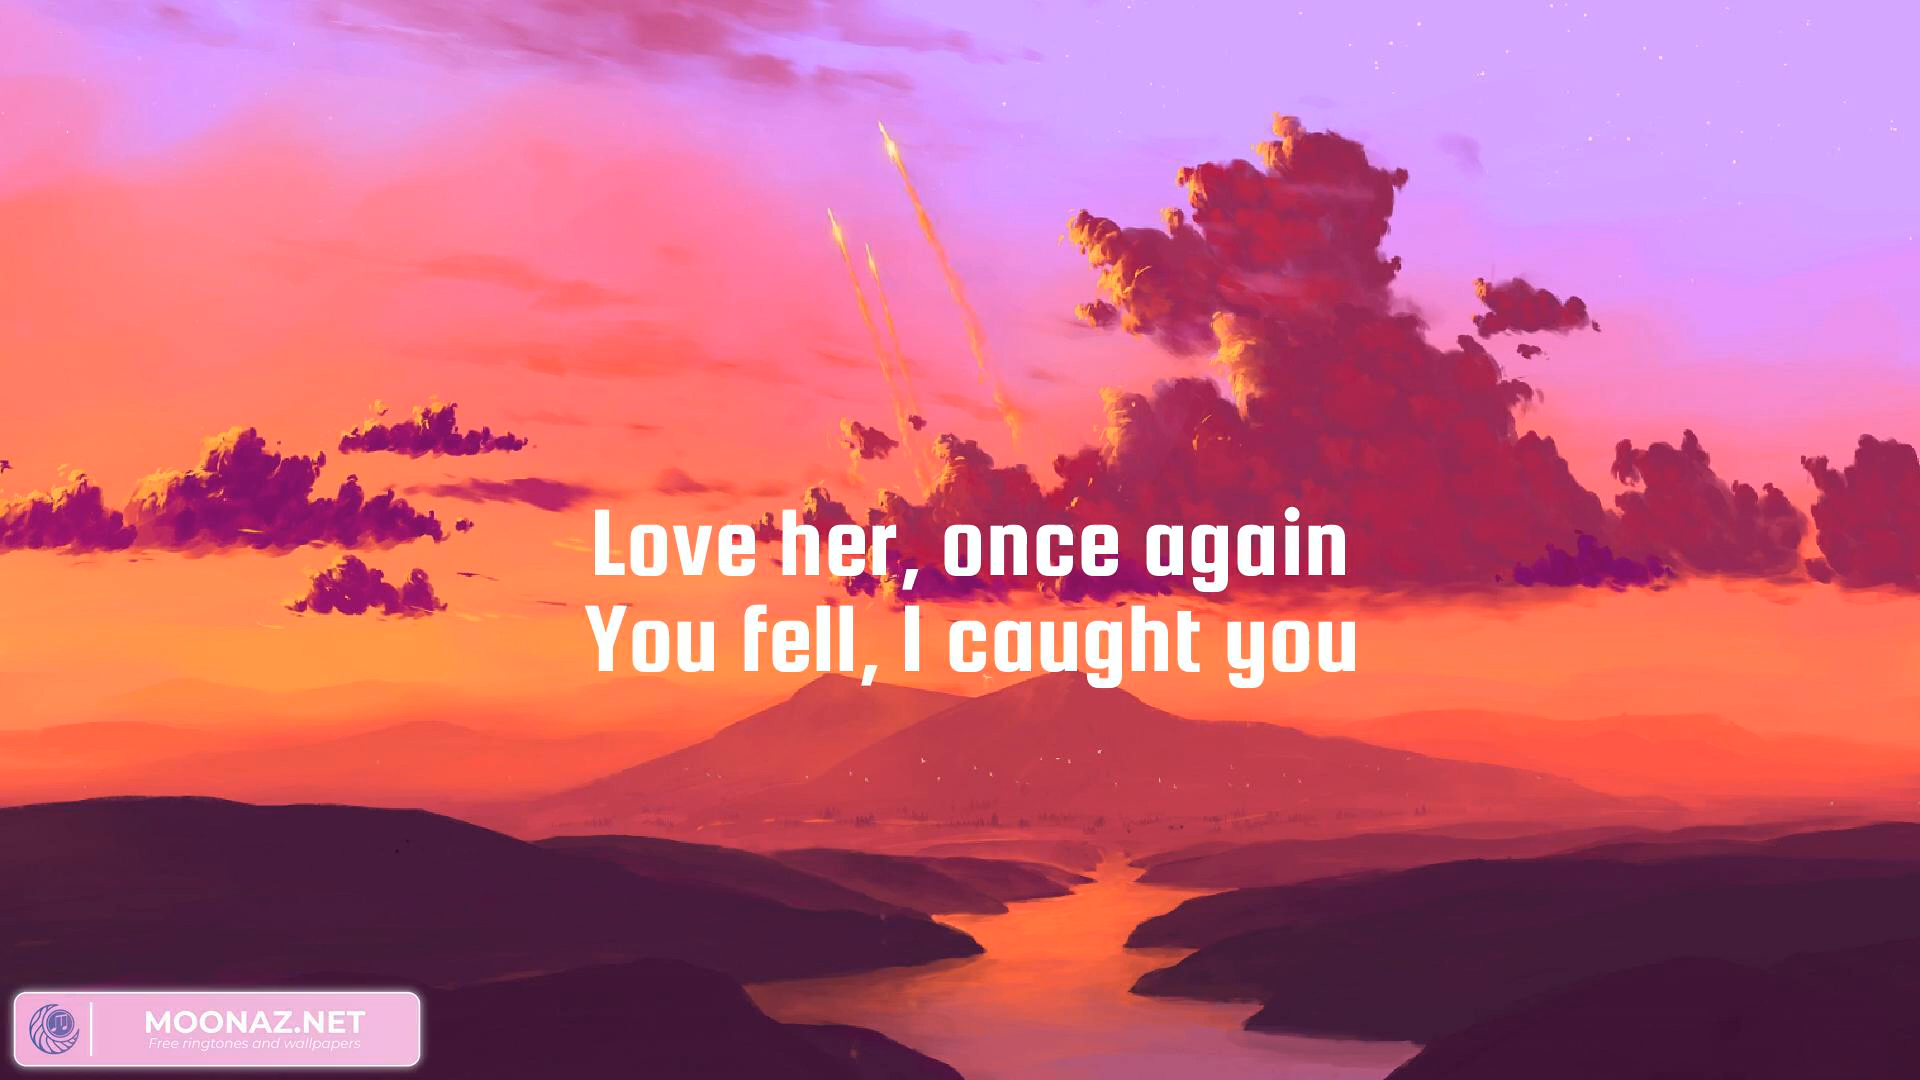 Love her, once again
You fell, I caught you
MOONAZ.NET
Free ringtones and wallpapers